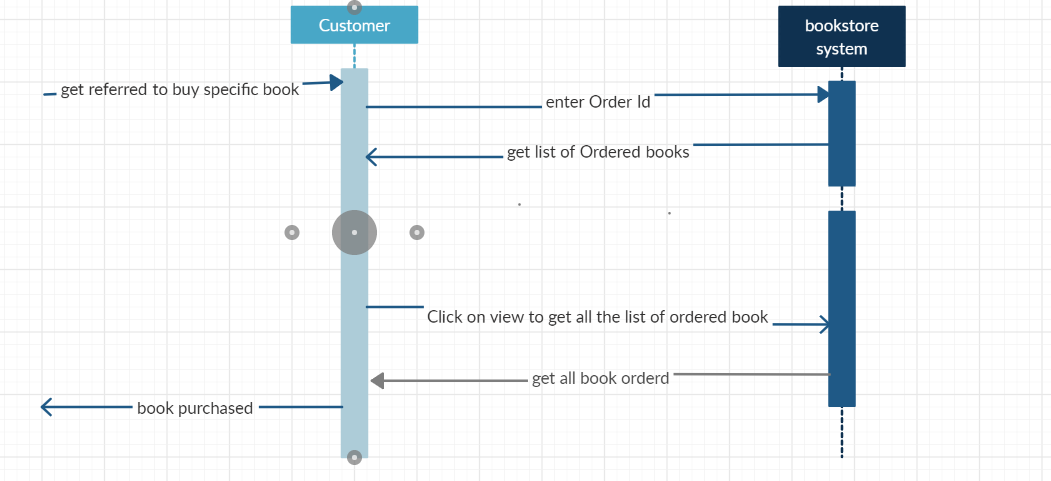 Customer
bookstore
system
get referred to buy specific book
enter Order Id
get list of Ordered books
Click on view to get all the list of ordered book
get all book orderd
book purchased